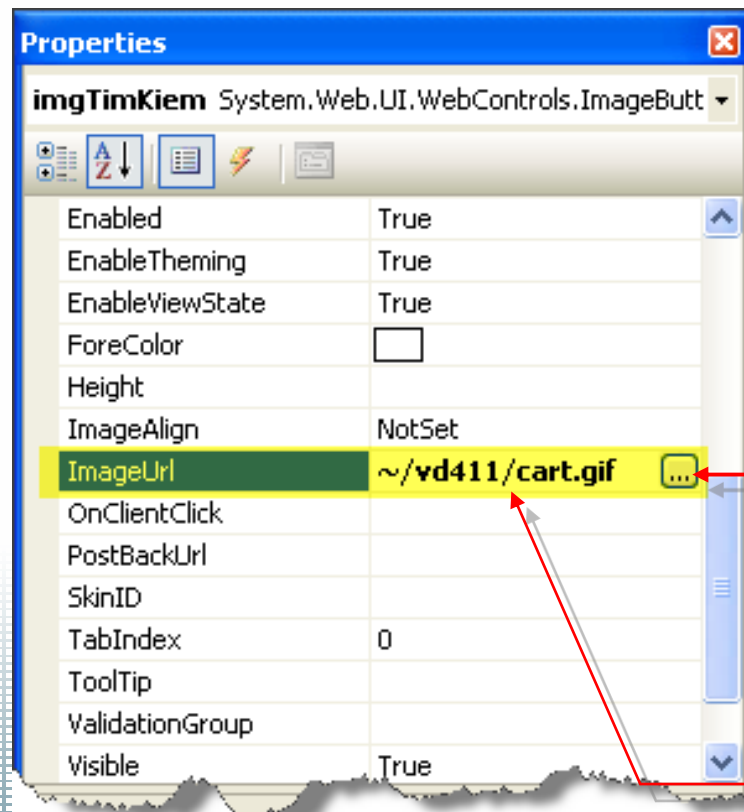 Properties
imgTimKiem System.Web.UI.WebControls.ImageButt
A
Z
Enabled True
EnableTheming True
EnableViewState True
ForeColor
Height
ImageAlign NotSet
ImageUrl ~/vd411/cart.gif ...
OnClientClick
PostBackUrl
SkinID
TabIndex 0
ToolTip
ValidationGroup
Visible True